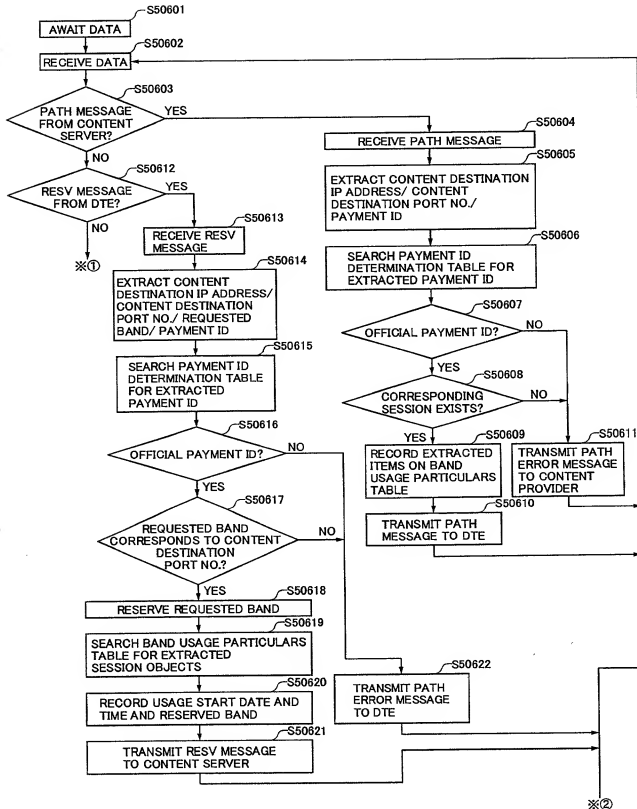 S50601
AWAIT DATA
S50602
RECEIVE DATA
S50603
PATH MESSAGE
FROM CONTENT
SERVER?
YES
NO
S50604
RECEIVE PATH MESSAGE
S50605
EXTRACT CONTENT DESTINATION
IP ADDRESS/ CONTENT
DESTINATION PORT NO./
PAYMENT ID
S50606
SEARCH PAYMENT ID
DETERMINATION TABLE FOR
EXTRACTED PAYMENT ID
S50607
OFFICIAL PAYMENT ID?
NO
YES
S50608
CORRESPONDING
SESSION EXISTS?
NO
YES
S50609
RECORD EXTRACTED
ITEMS ON BAND
USAGE PARTICULARS
TABLE
S50610
TRANSMIT PATH
MESSAGE TO DTE
S50611
TRANSMIT PATH
ERROR MESSAGE
TO CONTENT
PROVIDER
S50612
RESV MESSAGE
FROM DTE?
YES
NO
※①
S50613
RECEIVE RESV
MESSAGE
S50614
EXTRACT CONTENT
DESTINATION IP ADDRESS/
CONTENT DESTINATION
PORT NO./ REQUESTED
BAND/ PAYMENT ID
S50615
SEARCH PAYMENT ID
DETERMINATION TABLE
FOR EXTRACTED
PAYMENT ID
S50616
OFFICIAL PAYMENT ID?
NO
YES
S50617
REQUESTED BAND
CORRESPONDS TO CONTENT
DESTINATION
PORT NO.?
NO
YES
S50618
RESERVE REQUESTED BAND
S50619
SEARCH BAND USAGE PARTICULARS
TABLE FOR EXTRACTED
SESSION OBJECTS
S50620
RECORD USAGE START DATE AND
TIME AND RESERVED BAND
S50621
TRANSMIT RESV MESSAGE
TO CONTENT SERVER
S50622
TRANSMIT PATH
ERROR MESSAGE
TO DTE
※②